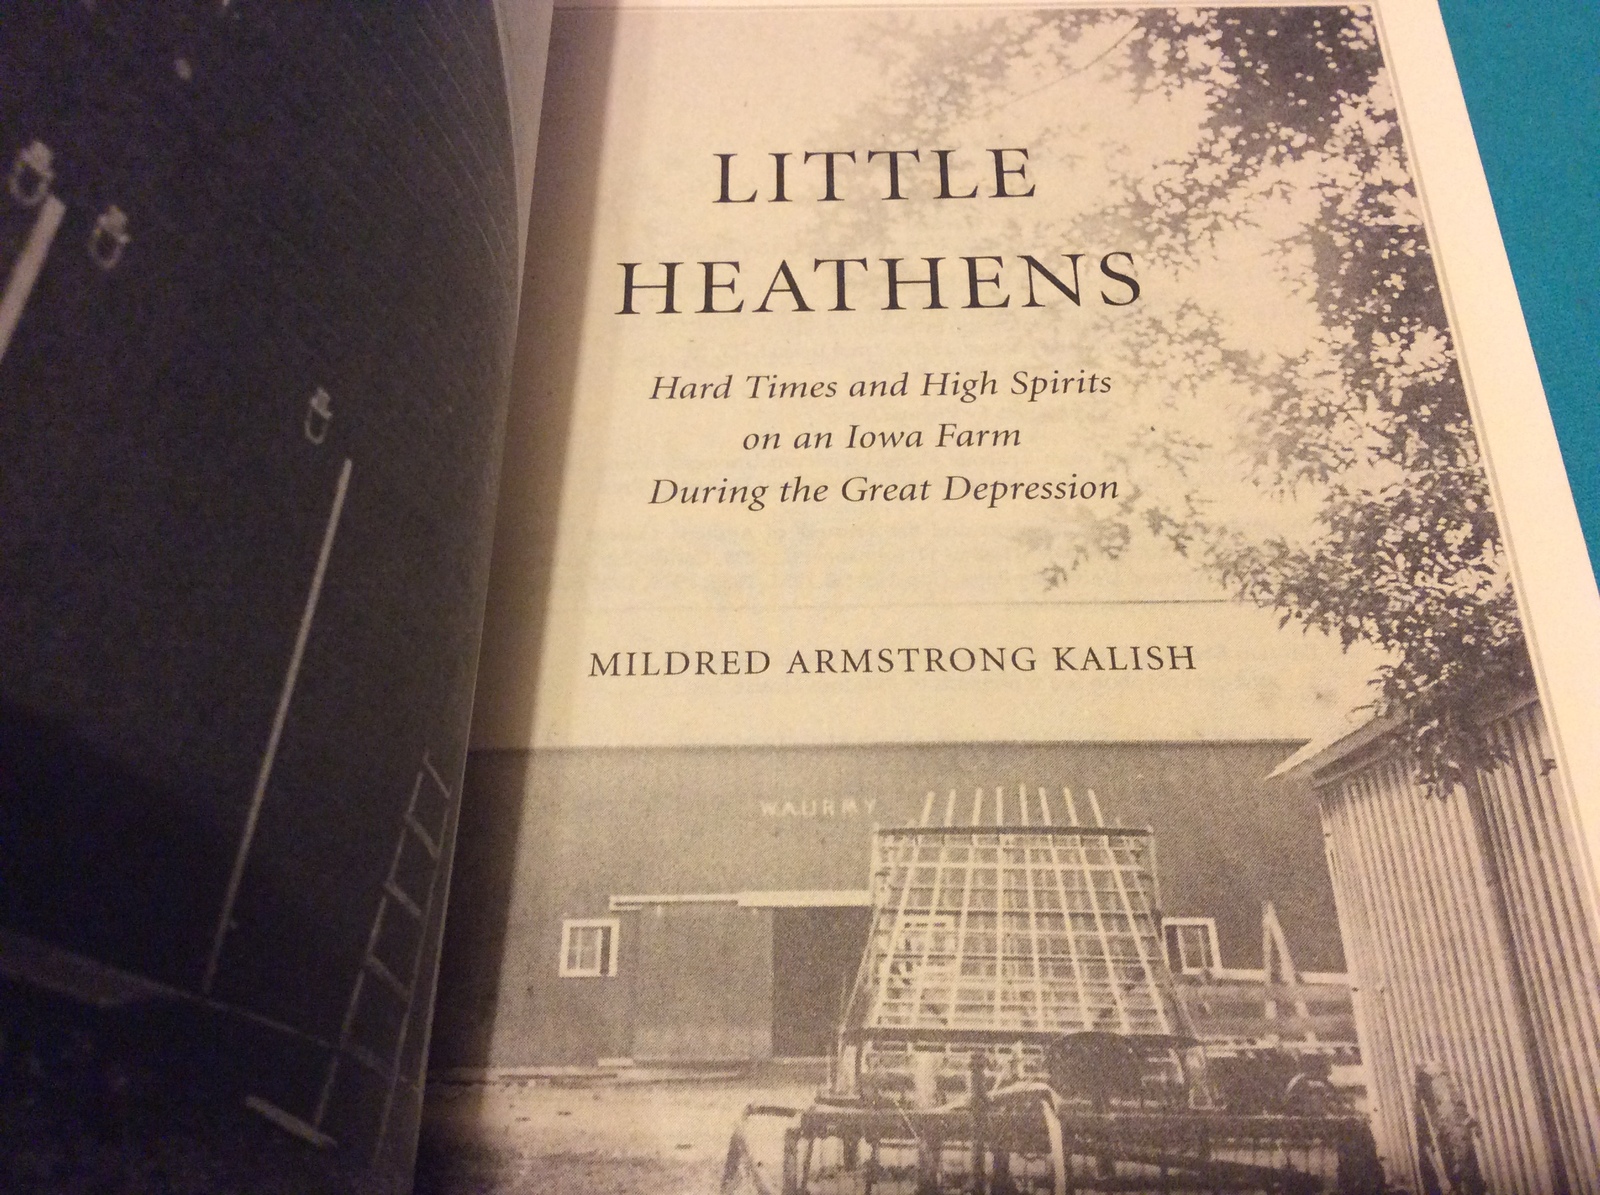 LITTLE
HEATHENS
Hard Times and High Spirits
on an Iowa Farm
During the Great Depression
MILDRED ARMSTRONG KALISH